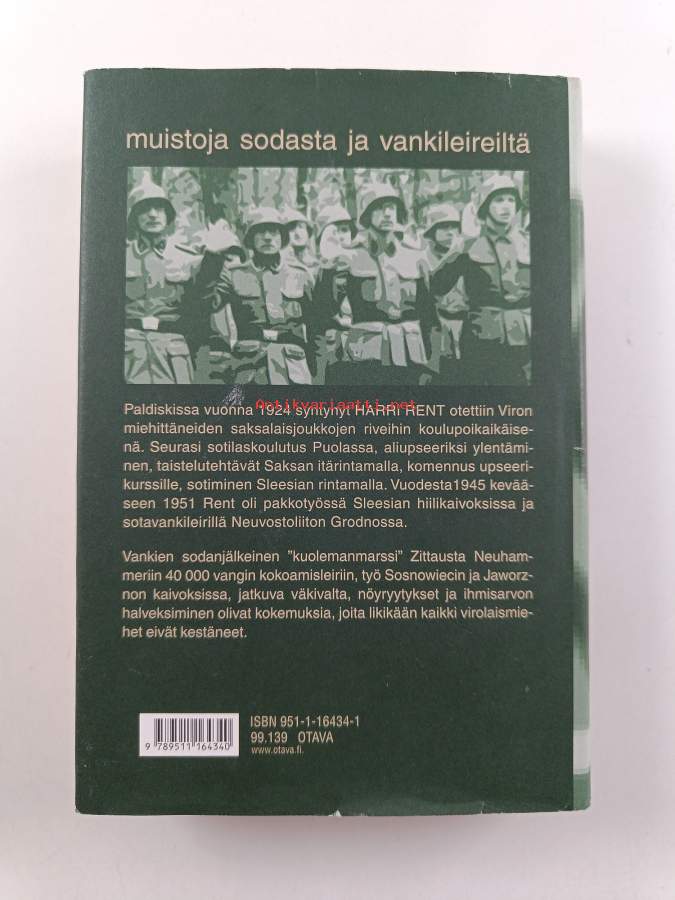 muistoja sodasta ja vankileireiltä
Antikvariaatti.net
Paldiskissa vuonna 1924 syntynyt HARRI RENT otettiin Viron
miehittäneiden saksalaisjoukkojen riveihin koulupoikaikäise-
nä. Seurasi sotilaskoulutus Puolassa, aliupseeriksi ylentämi-
nen, taistelutehtävät Saksan itärintamalla, komennus upseeri-
kurssille, sotiminen Sleesian rintamalla. Vuodesta1945 kevää-
seen 1951 Rent oli pakkotyössä Sleesian hiilikaivoksissa ja
sotavankileirillä Neuvostoliiton Grodnossa.
Vankien sodanjälkeinen ”kuolemanmarssi” Zittausta Neuham-
meriin 40 000 vangin kokoamisleiriin, työ Sosnowiecin ja Jaworz-
non kaivoksissa, jatkuva väkivalta, nöyryytykset ja ihmisarvon
halveksiminen olivat kokemuksia, joita likikään kaikki virolaismie-
het eivät kestäneet.
ISBN 951-1-16434-1
99.139 OTAVA
www.otava.fi.
9 789511 164340